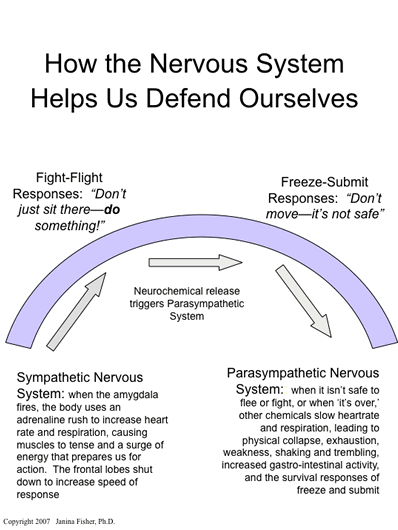 How the Nervous System
Helps Us Defend Ourselves
Fight-Flight
Responses: “Don’t
just sit there—do
something!”
Freeze-Submit
Responses: “Don’t
move—it’s not safe”
Neurochemical release
triggers Parasympathetic
System
Sympathetic Nervous
System: when the amygdala
fires, the body uses an
adrenaline rush to increase heart
rate and respiration, causing
muscles to tense and a surge of
energy that prepares us for
action. The frontal lobes shut
down to increase speed of
response
Parasympathetic Nervous
System: when it isn’t safe to
flee or fight, or when ‘it’s over,’
other chemicals slow heartrate
and respiration, leading to
physical collapse, exhaustion,
weakness, shaking and trembling,
increased gastro-intestinal activity,
and the survival responses of
freeze and submit
Copyright 2007 Janina Fisher, Ph.D.